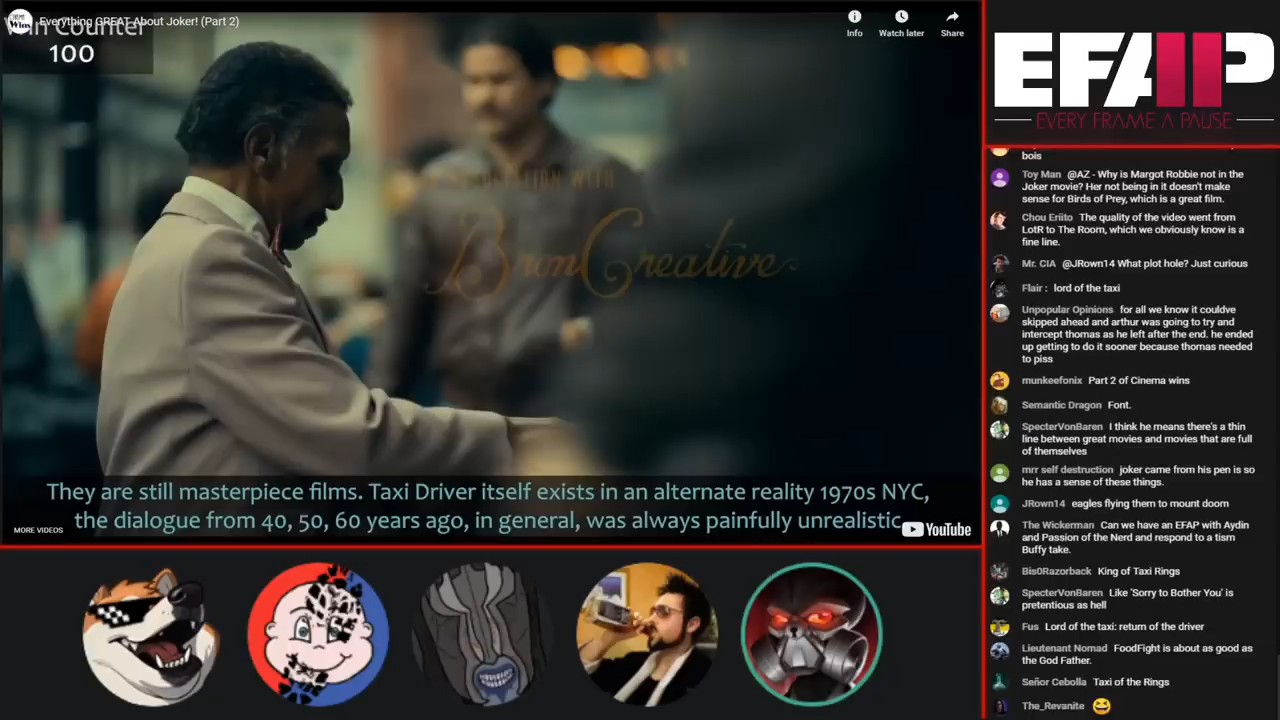 Everything GREAT About Joker! (Part 2)
Win Counter
100
Info
Watch later
Share
WITH
BronCreative
They are still masterpiece films. Taxi Driver itself exists in an alternate reality 1970s NYC,
the dialogue from 40, 50, 60 years ago, in general, was always painfully unrealistic
MORE VIDEOS
YouTube
EFAP
EVERY FRAME A PAUSE
bois
Toy Man @AZ - Why is Margot Robbie not in the
Joker movie? Her not being in it doesn't make
sense for Birds of Prey, which is a great film.
Chou Eriito The quality of the video went from
LotR to The Room, which we obviously know is a
fine line.
Mr. CIA @JRown14 What plot hole? Just curious
Flair : lord of the taxi
Unpopular Opinions for all we know it couldve
skipped ahead and arthur was going to try and
intercept thomas as he left after the end. he ended
up getting to do it sooner because thomas needed
to piss
munkeefonix Part 2 of Cinema wins
Semantic Dragon Font.
SpecterVonBaren I think he means there's a thin
line between great movies and movies that are full
of themselves
mrr self destruction joker came from his pen is so
he has a sense of these things.
JRown14 eagles flying them to mount doom
The Wickerman Can we have an EFAP with Aydin
and Passion of the Nerd and respond to a tism
Buffy take.
Bis0Razorback King of Taxi Rings
SpecterVonBaren Like 'Sorry to Bother You' is
pretentious as hell
Fus Lord of the taxi: return of the driver
Lieutenant Nomad FoodFight is about as good as
the God Father.
Señor Cebolla Taxi of the Rings
The_Revanite 😆